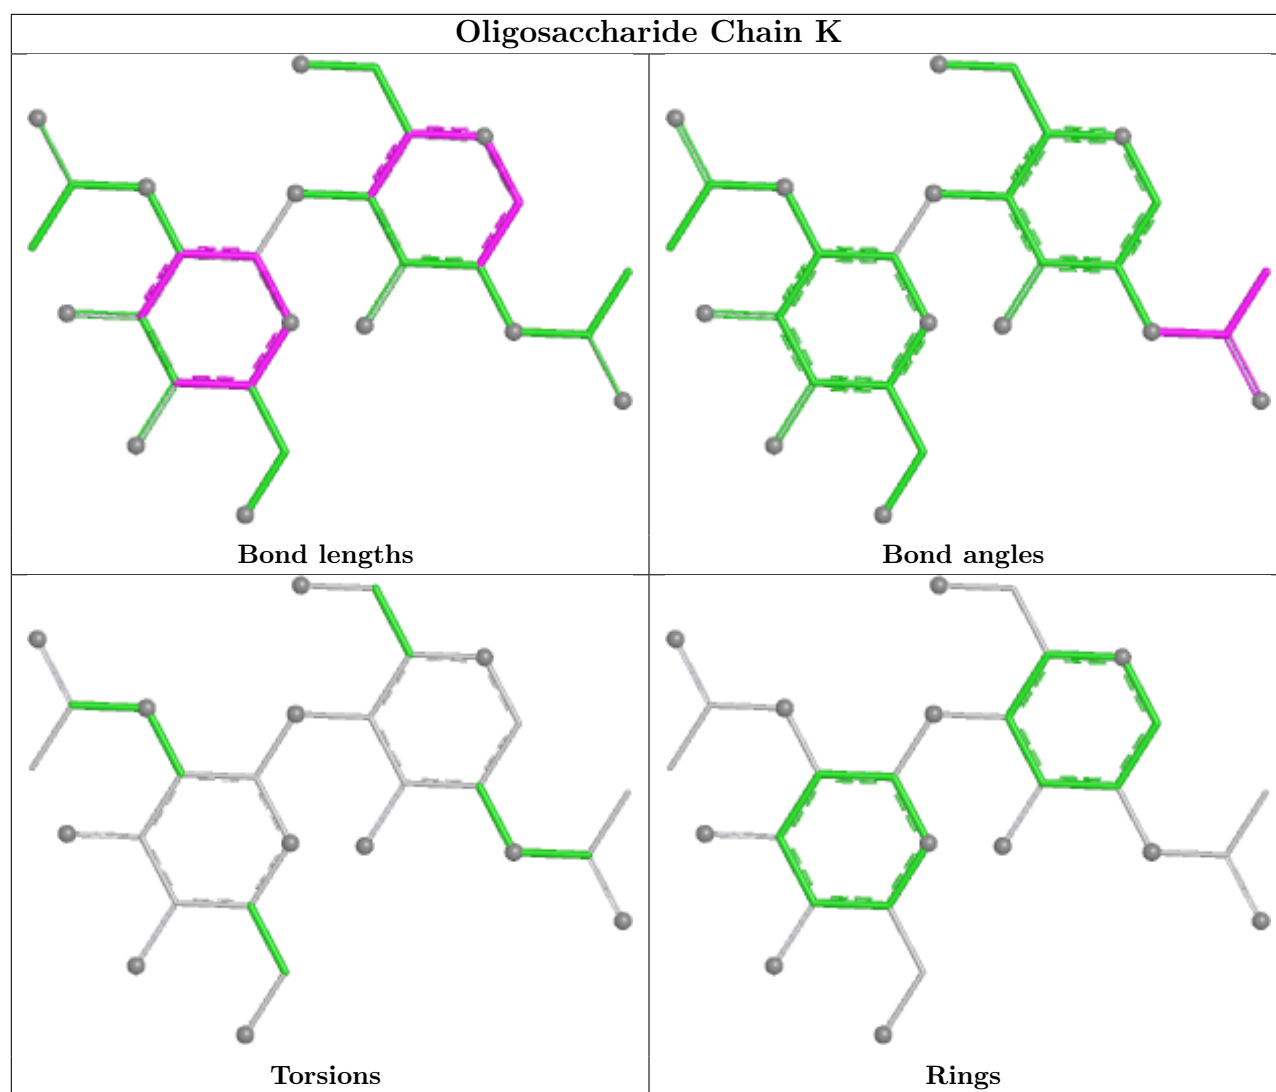 Oligosaccharide Chain K
Bond lengths
Bond angles
Torsions
Rings